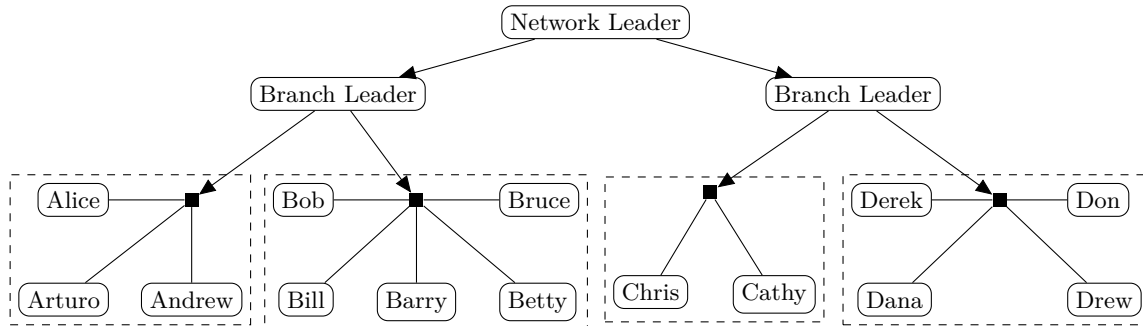 Network Leader
Branch Leader Branch Leader
Alice Bob Bruce Derek Don
Arturo Andrew Bill Barry Betty Chris Cathy Dana Drew